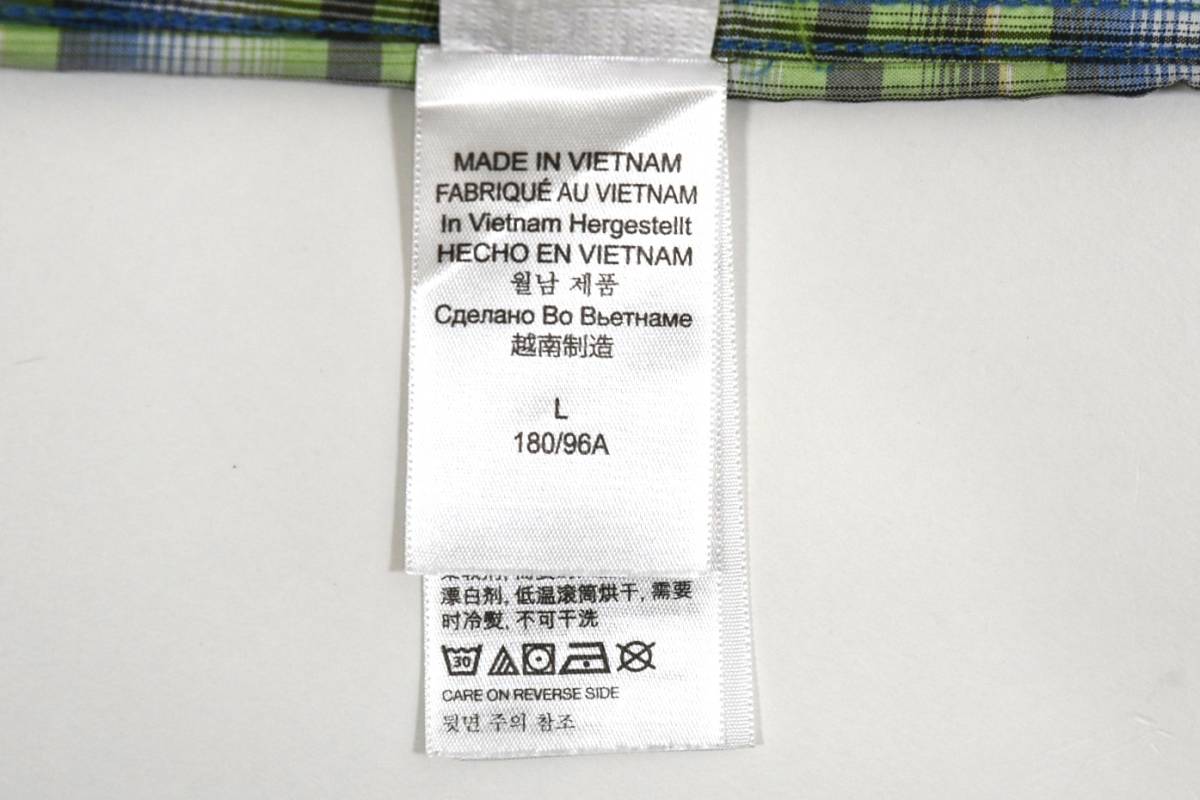 MADE IN VIETNAM
FABRIQUÉ AU VIETNAM
In Vietnam Hergestellt
HECHO EN VIETNAM
월남 제품
Сделано Во Вьетнаме
越南制造
L
180/96A
漂白剂, 低温滚筒烘干, 需要
时冷熨, 不可干洗
30
CARE ON REVERSE SIDE
뒷면 주의 참조